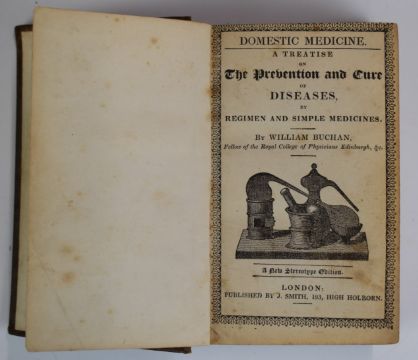 DOMESTIC MEDICINE.
A TREATISE
ON
The Prevention and Cure
OF
DISEASES,
BY
REGIMEN AND SIMPLE MEDICINES.
BY WILLIAM BUCHAN,
Fellow of the Royal College of Physicians Edinburgh, &c.
A New Stereotype Edition.
LONDON:
PUBLISHED BY J. SMITH, 193, HIGH HOLBORN.